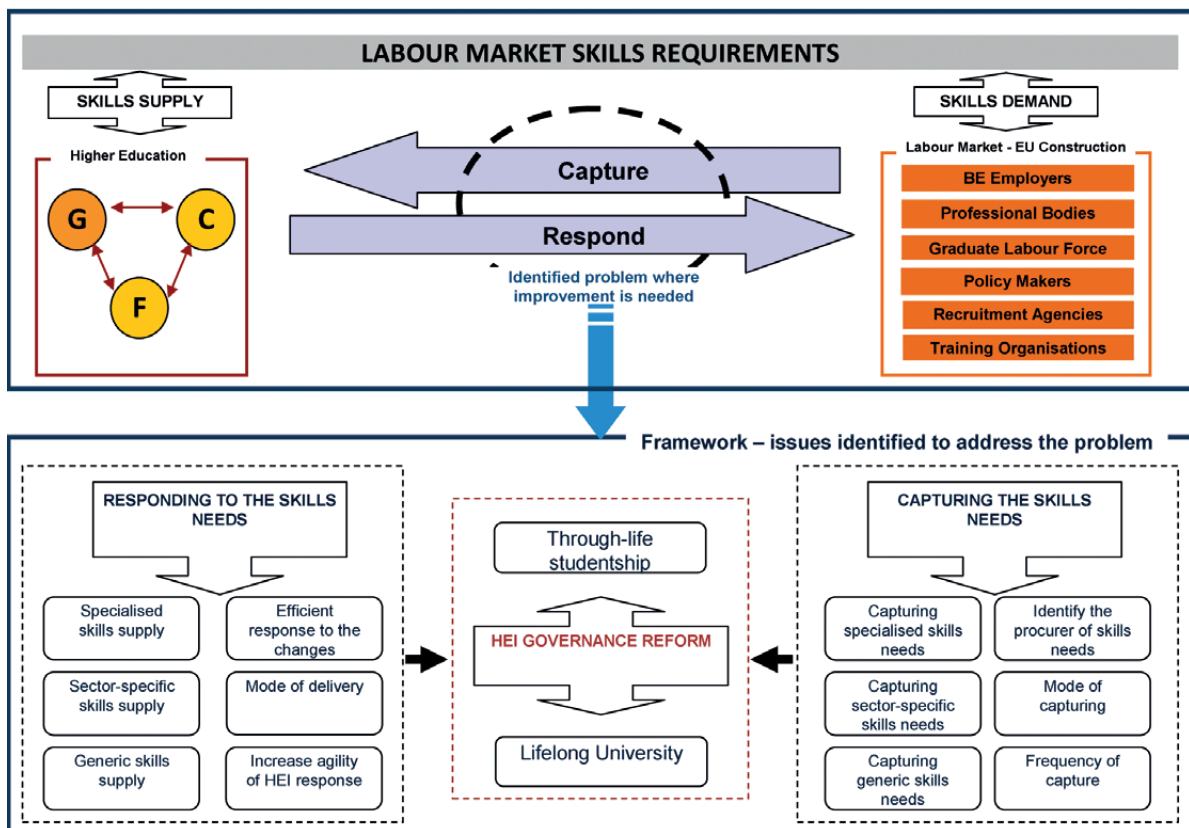 LABOUR MARKET SKILLS REQUIREMENTS
SKILLS SUPPLY
SKILLS DEMAND
Higher Education
G
C
F
Capture
Respond
Identified problem where
improvement is needed
Labour Market - EU Construction
BE Employers
Professional Bodies
Graduate Labour Force
Policy Makers
Recruitment Agencies
Training Organisations
Framework – issues identified to address the problem
RESPONDING TO THE SKILLS
NEEDS
Specialised
skills supply
Efficient
response to the
changes
Sector-specific
skills supply
Mode of delivery
Generic skills
supply
Increase agility
of HEI response
Through-life
studentship
HEI GOVERNANCE REFORM
Lifelong University
CAPTURING THE SKILLS
NEEDS
Capturing
specialised skills
needs
Identify the
procurer of skills
needs
Capturing
sector-specific
skills needs
Mode of
capturing
Capturing
generic skills
needs
Frequency of
capture